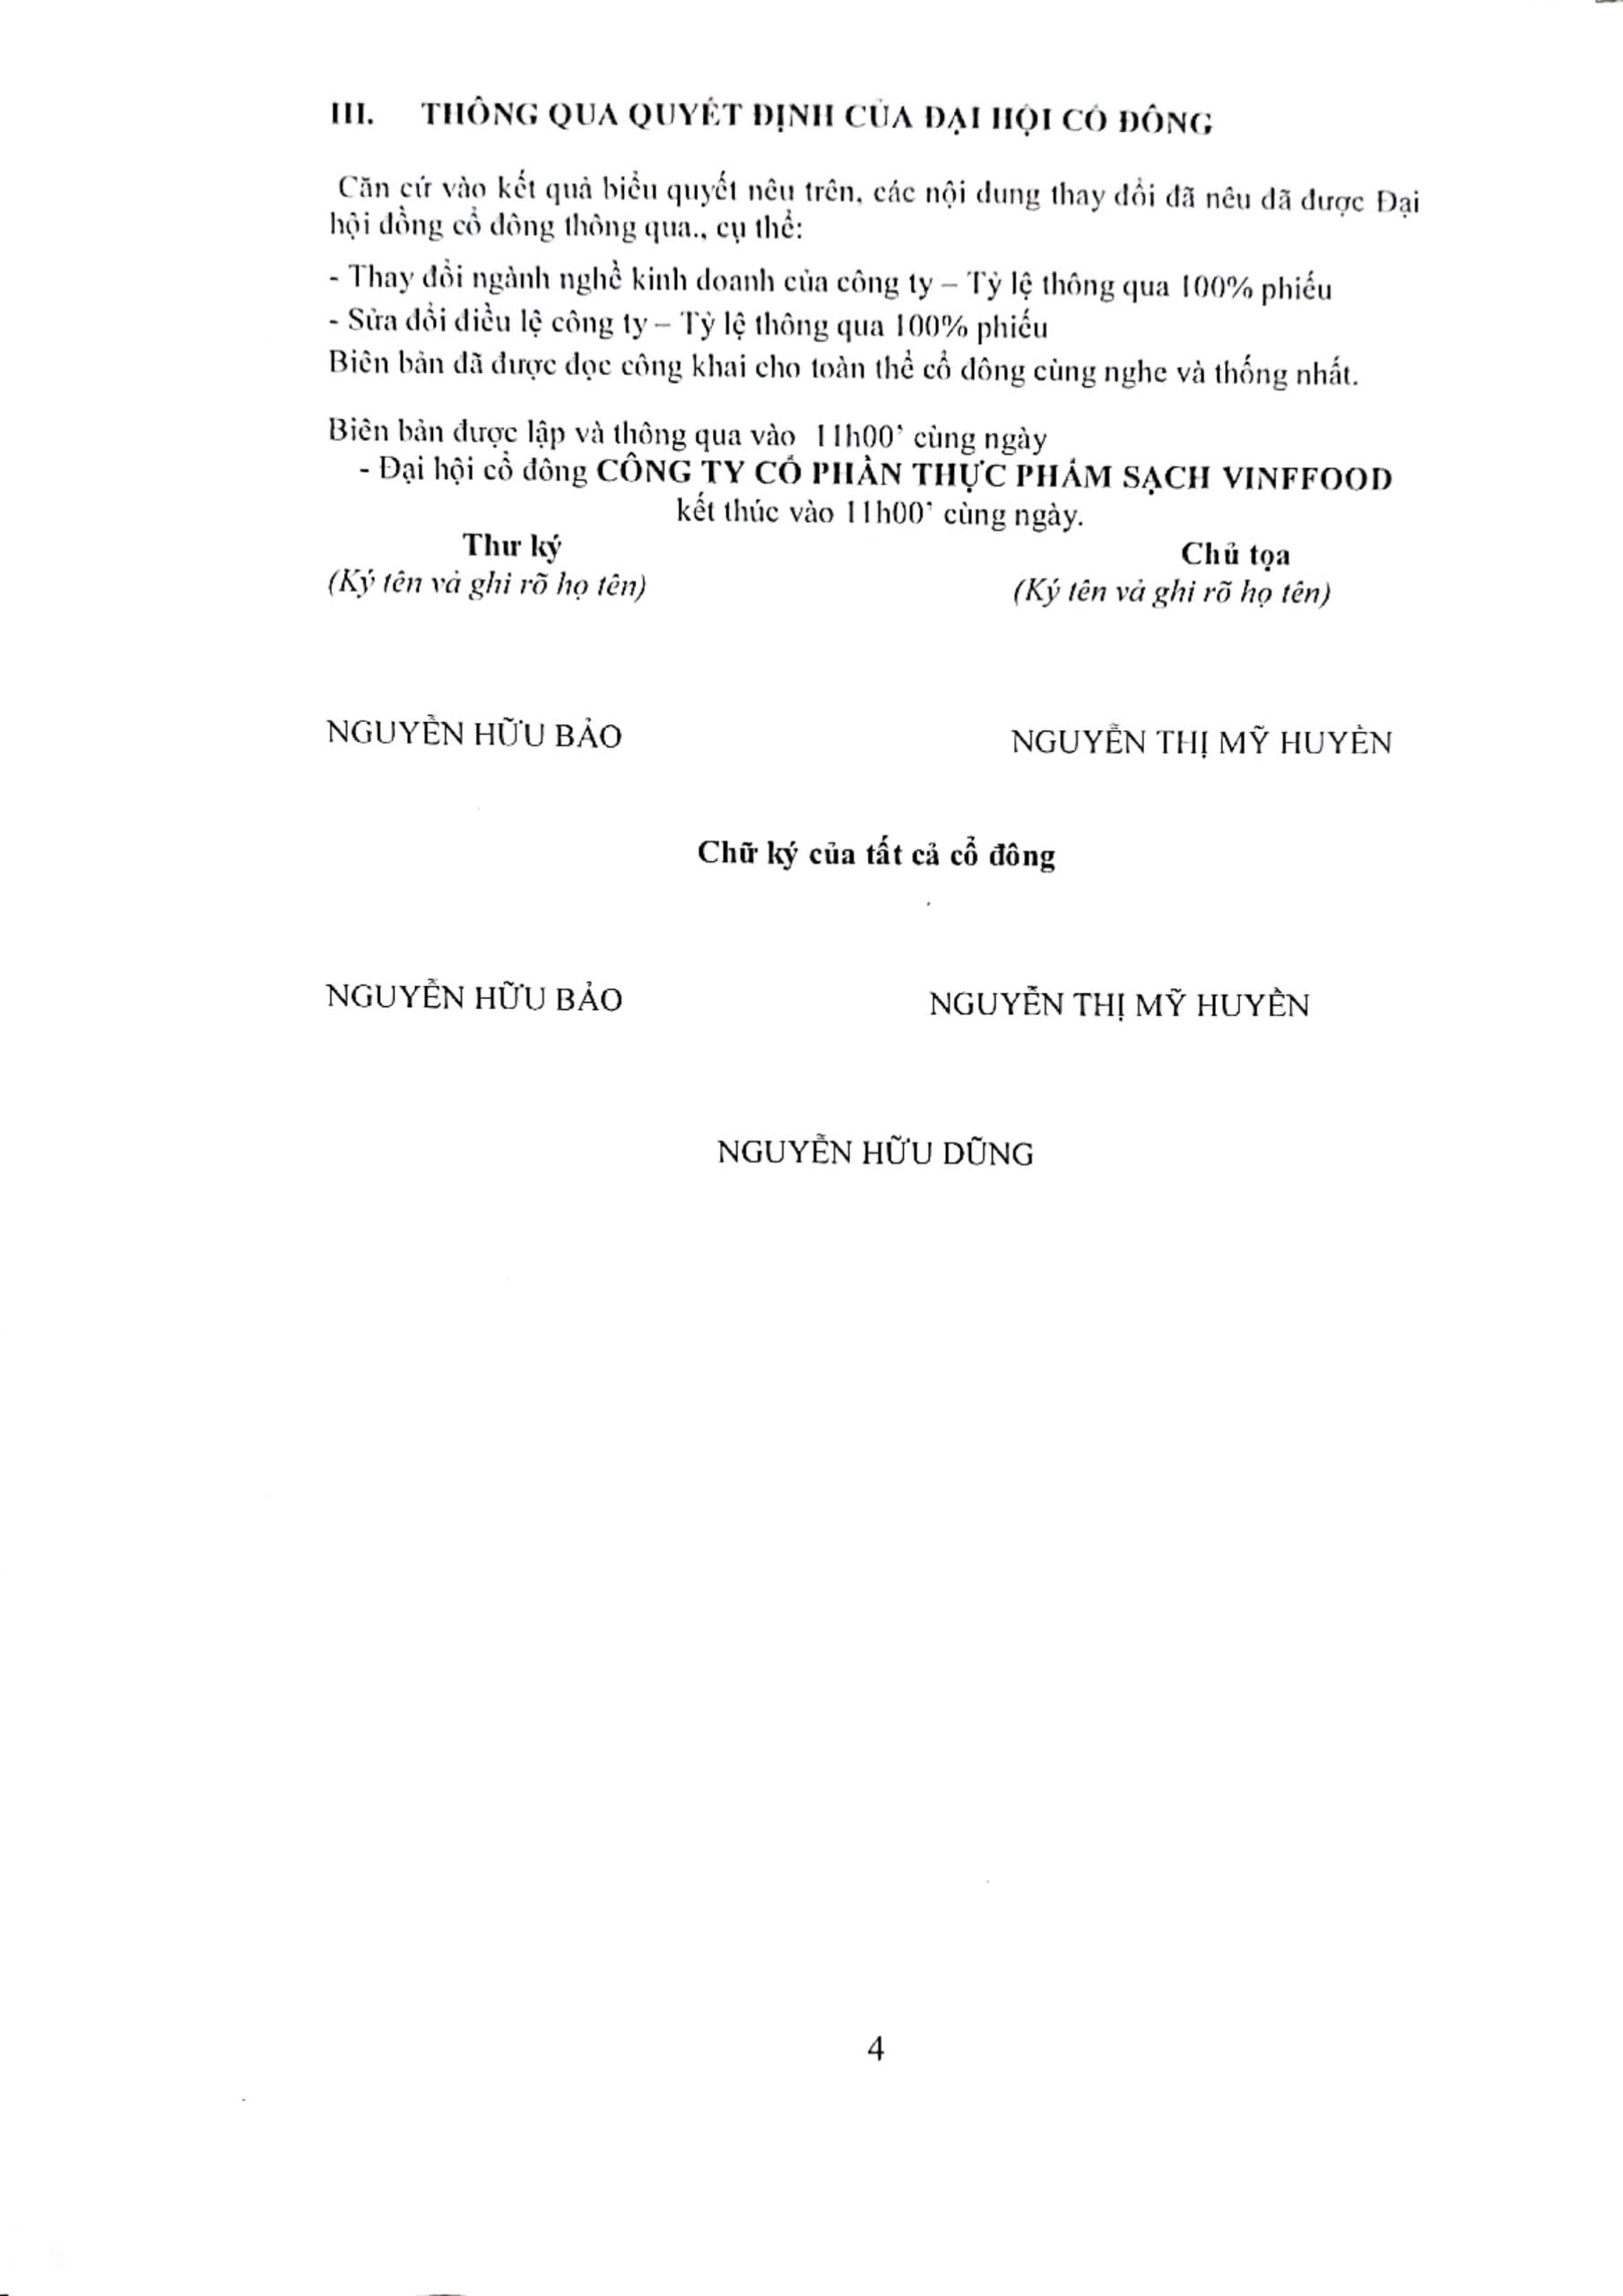 III. THÔNG QUA QUYẾT ĐỊNH CỦA ĐẠI HỘI CỔ ĐÔNG
Căn cứ vào kết quả biểu quyết nêu trên, các nội dung thay đổi đã nêu đã được Đại
hội đồng cổ đông thông qua., cụ thể:
- Thay đổi ngành nghề kinh doanh của công ty – Tỷ lệ thông qua 100% phiếu
- Sửa đổi điều lệ công ty – Tỷ lệ thông qua 100% phiếu
Biên bản đã được đọc công khai cho toàn thể cổ đông cùng nghe và thống nhất.
Biên bản được lập và thông qua vào 11h00' cùng ngày
- Đại hội cổ đông CÔNG TY CỔ PHẦN THỰC PHẨM SẠCH VINFFOOD
kết thúc vào 11h00' cùng ngày.
Thư ký Chủ tọa
(Ký tên và ghi rõ họ tên) (Ký tên và ghi rõ họ tên)
NGUYỄN HỮU BẢO NGUYỄN THỊ MỸ HUYỀN
Chữ ký của tất cả cổ đông
NGUYỄN HỮU BẢO NGUYỄN THỊ MỸ HUYỀN
NGUYỄN HỮU DŨNG
4